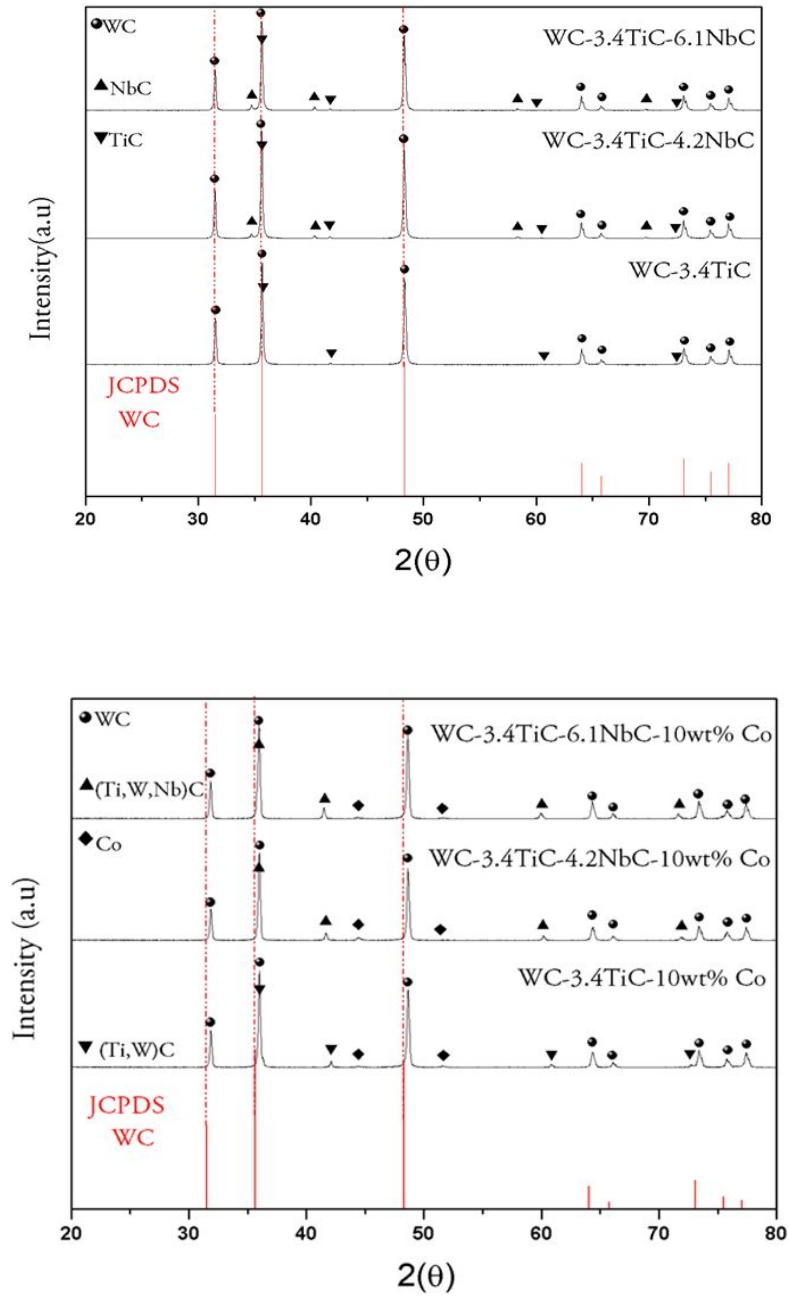 WC
WC-3.4TiC-6.1NbC
NbC
TiC
WC-3.4TiC-4.2NbC
WC-3.4TiC
Intensity(a.u)
JCPDS
WC
20 30 40 50 60 70 80
2(θ)
WC
WC-3.4TiC-6.1NbC-10wt% Co
(Ti,W,Nb)C
Co
WC-3.4TiC-4.2NbC-10wt% Co
WC-3.4TiC-10wt% Co
Intensity (a.u)
(Ti,W)C
JCPDS
WC
20 30 40 50 60 70 80
2(θ)